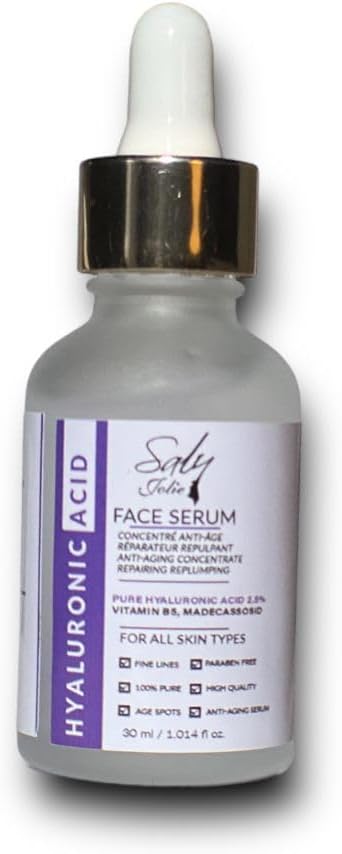 HYALURONIC ACID
Saly
Jolie
FACE SERUM
CONCENTRÉ ANTI-ÂGE
RÉPARATEUR REPULPANT
ANTI-AGING CONCENTRATE
REPAIRING REPLUMPING
PURE HYALURONIC ACID 2,5%
VITAMIN B5, MADECASSOSID
FOR ALL SKIN TYPES
FINE LINES PARABEN FREE
100% PURE HIGH QUALITY
AGE SPOTS ANTI-AGING SERUM
30 ml / 1.014 fl oz.